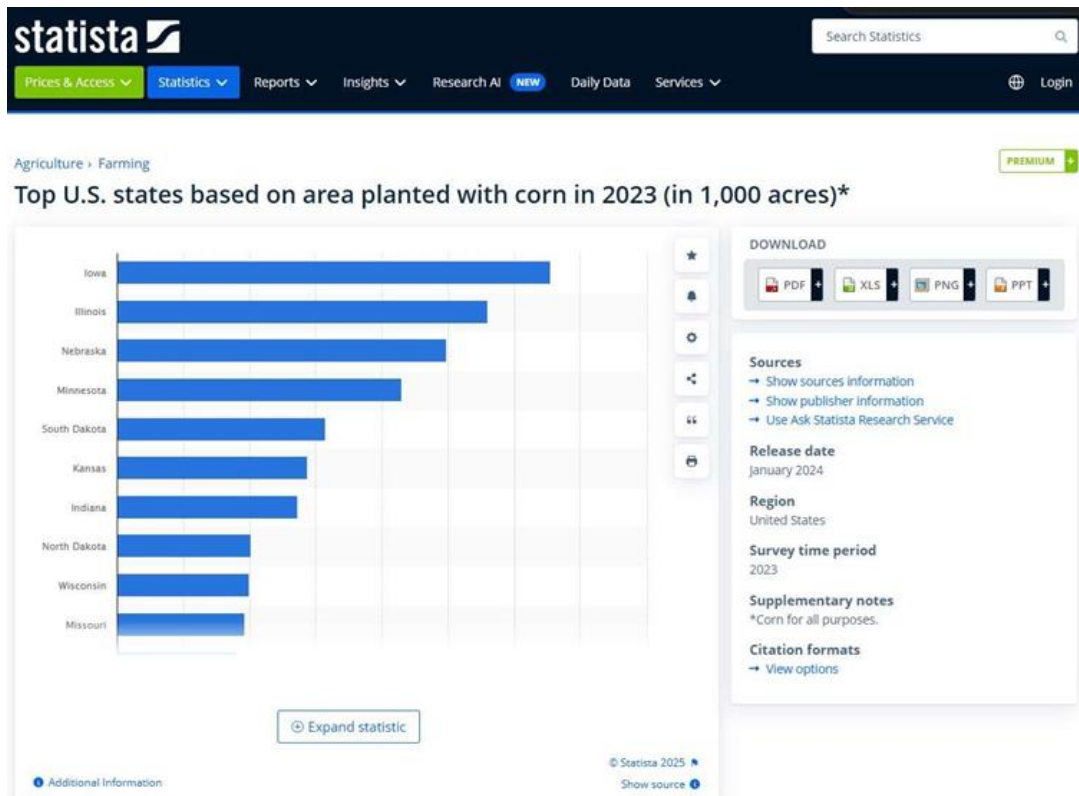 statista
Search Statistics
Prices & Access Statistics Reports Insights Research AI NEW Daily Data Services Login
Agriculture › Farming
PREMIUM +
Top U.S. states based on area planted with corn in 2023 (in 1,000 acres)*
Iowa
Illinois
Nebraska
Minnesota
South Dakota
Kansas
Indiana
North Dakota
Wisconsin
Missouri
⊕ Expand statistic
© Statista 2025
Additional Information
Show source
DOWNLOAD
PDF + XLS + PNG + PPT +
Sources
→ Show sources information
→ Show publisher information
→ Use Ask Statista Research Service
Release date
January 2024
Region
United States
Survey time period
2023
Supplementary notes
*Corn for all purposes.
Citation formats
→ View options